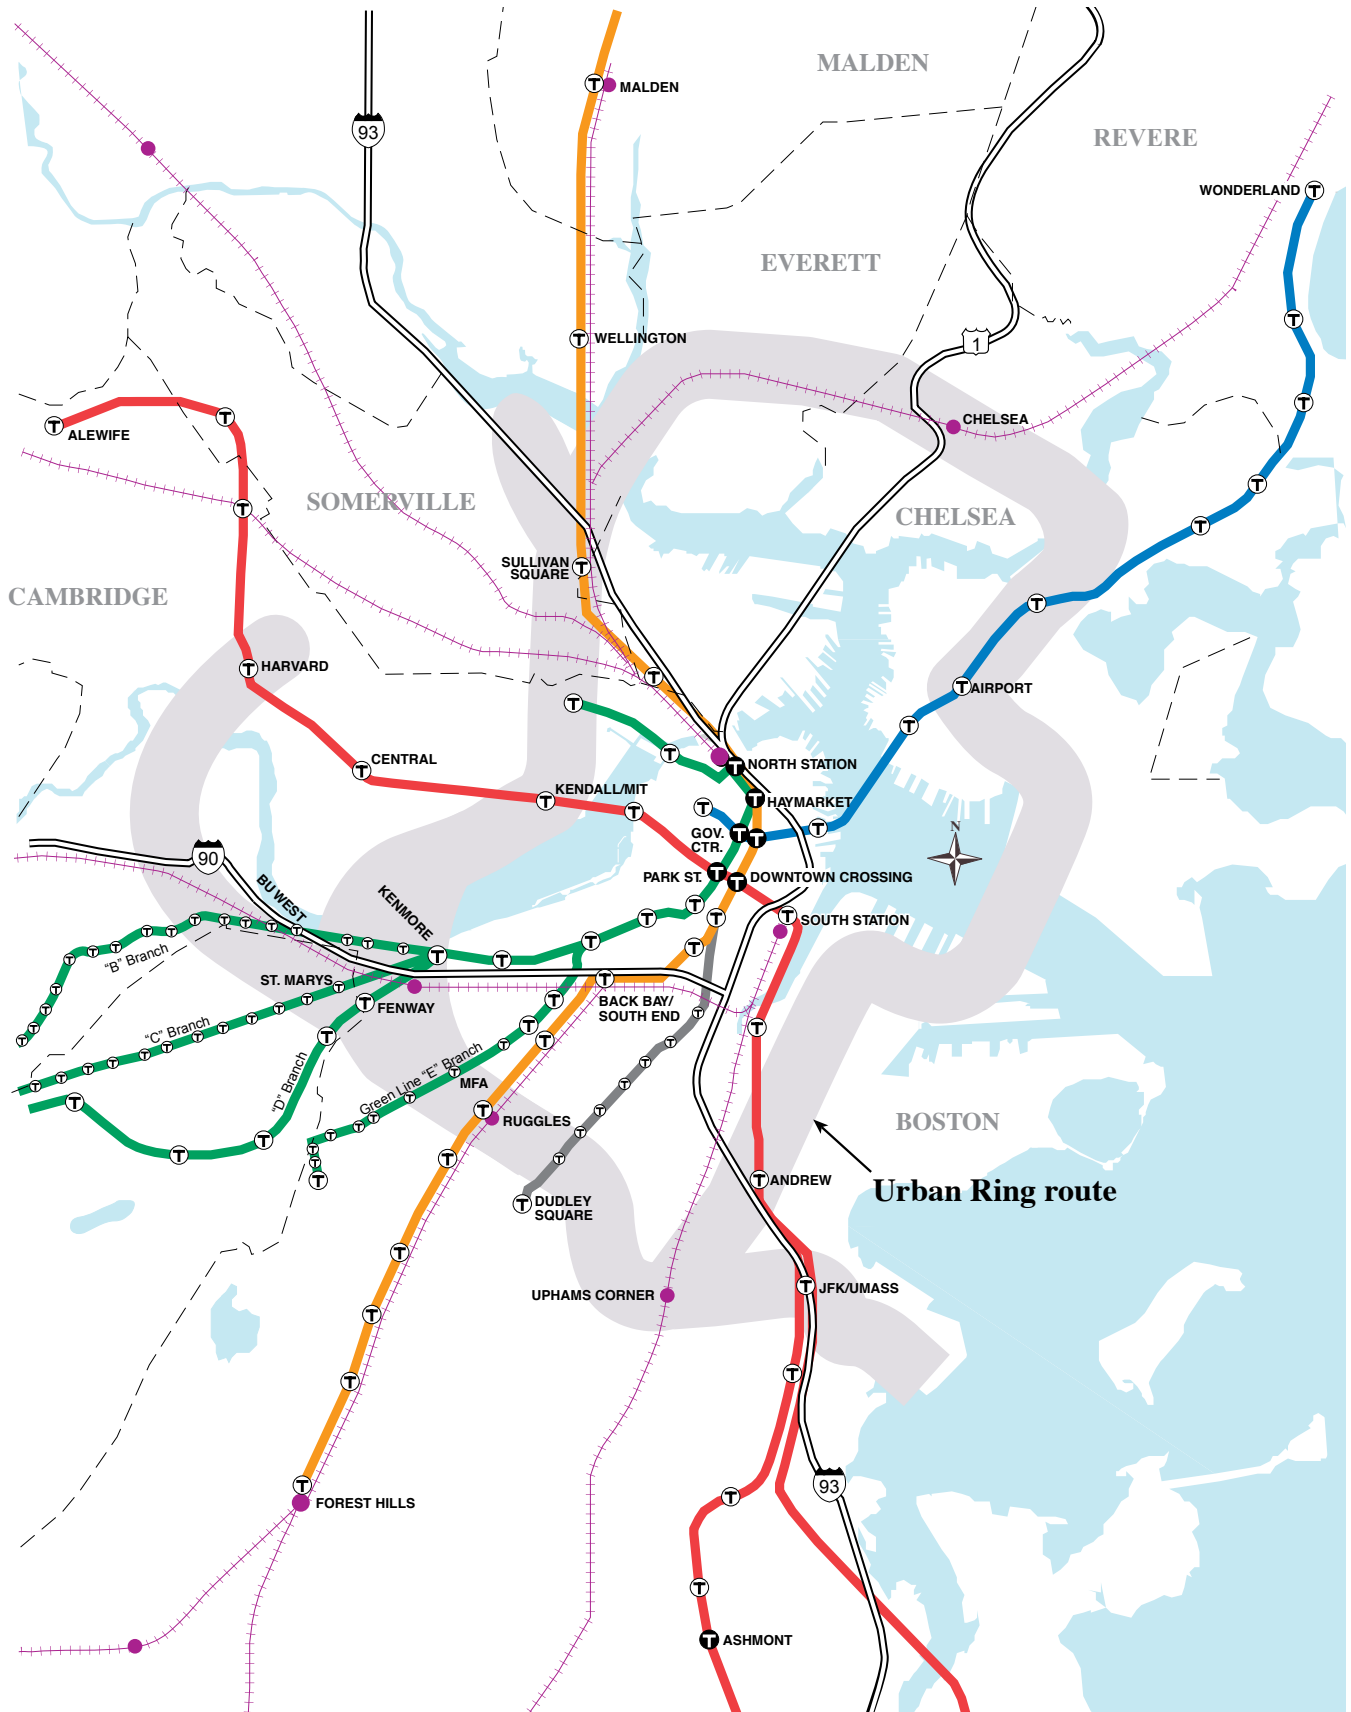 MALDEN
93
MALDEN
REVERE
WONDERLAND
EVERETT
WELLINGTON
1
CHELSEA
ALEWIFE
SOMERVILLE
CHELSEA
SULLIVAN
SQUARE
CAMBRIDGE
HARVARD
AIRPORT
CENTRAL
NORTH STATION
KENDALL/MIT
HAYMARKET
GOV.
CTR.
N
90
PARK ST.
DOWNTOWN CROSSING
BU WEST
KENMORE
SOUTH STATION
“B” Branch
ST. MARYS
FENWAY
BACK BAY/
SOUTH END
“C” Branch
“D” Branch
Green Line “E” Branch
MFA
RUGGLES
BOSTON
ANDREW
Urban Ring route
DUDLEY
SQUARE
UPHAMS CORNER
JFK/UMASS
93
FOREST HILLS
ASHMONT